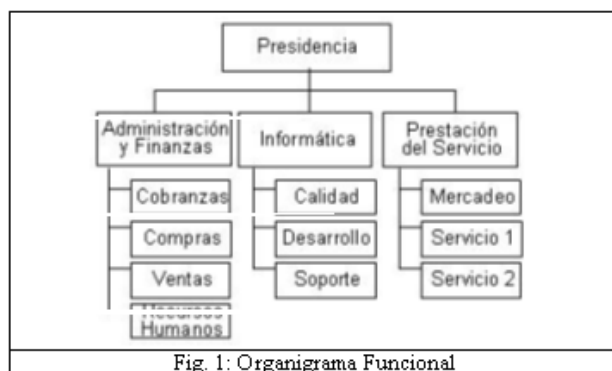 Presidencia
Administración
y Finanzas
Informática
Prestación
del Servicio
Cobranzas
Calidad
Mercadeo
Compras
Desarrollo
Servicio 1
Ventas
Soporte
Servicio 2
Recursos
Humanos
Fig. 1: Organigrama Funcional